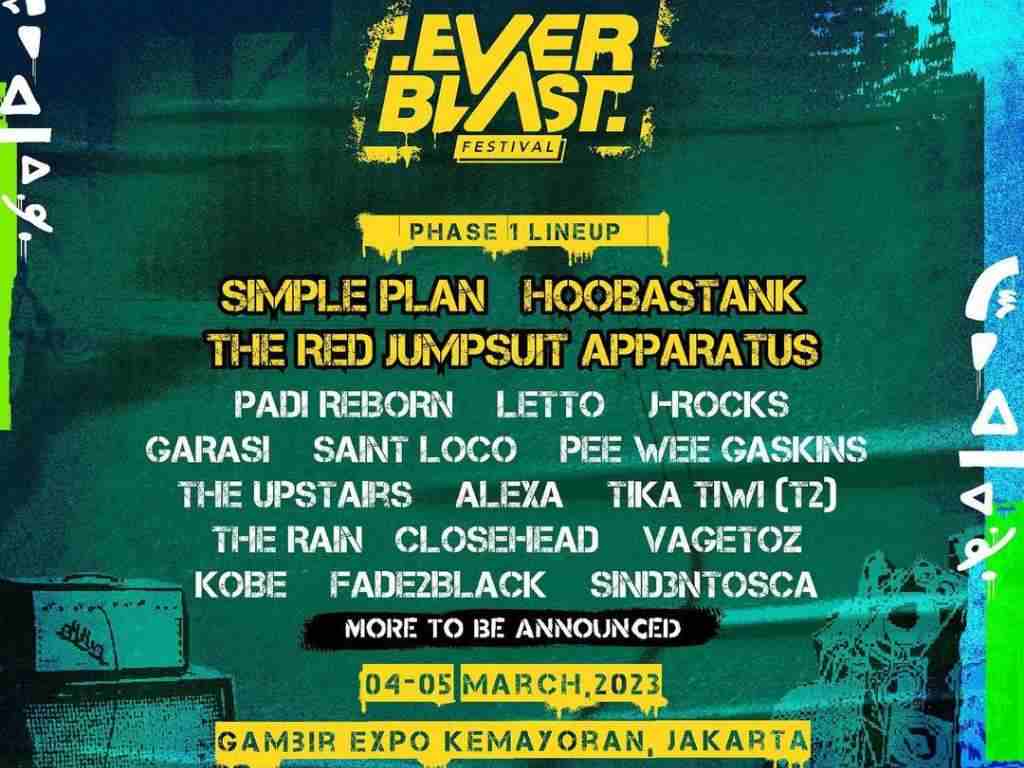 .EVER
BLAST.
FESTIVAL
PHASE 1 LINEUP
SIMPLE PLAN HOOBASTANK
THE RED JUMPSUIT APPARATUS
PADI REBORN LETTO J-ROCKS
GARASI SAINT LOCO PEE WEE GASKINS
THE UPSTAIRS ALEXA TIKA TIWI (T2)
THE RAIN CLOSEHEAD VAGETOZ
KOBE FADE2BLACK SIND3NTOSCA
MORE TO BE ANNOUNCED
04-05 MARCH,2023
GAMBIR EXPO KEMAYORAN, JAKARTA